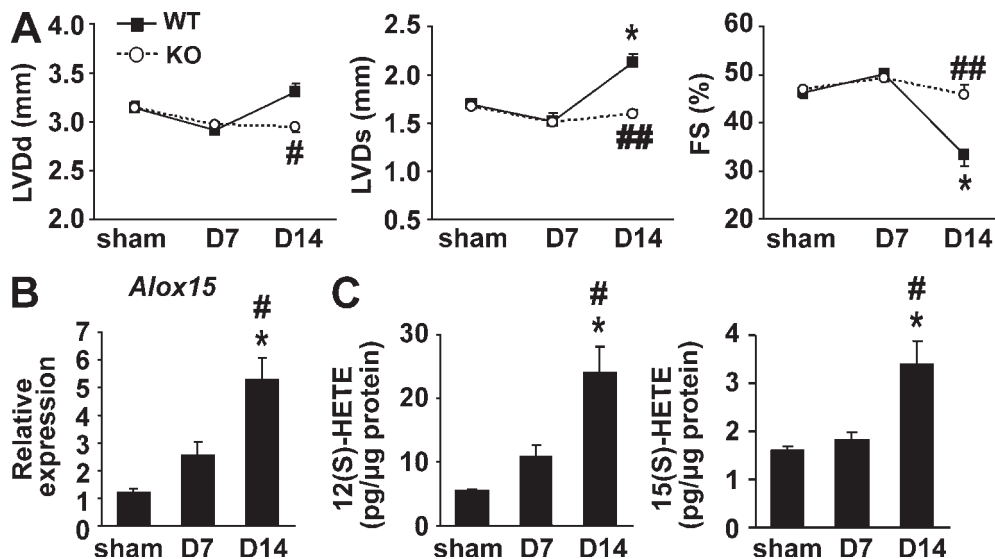 A
WT
KO
LVDd (mm)
4.0
3.5
3.0
2.5
2.0
#
sham D7 D14
LVDs (mm)
2.5
2.0
1.5
1.0
0.5
*
##
sham D7 D14
FS (%)
60
50
40
30
20
##
*
sham D7 D14
B
Alox15
Relative
expression
7
6
5
4
3
2
1
0
#
*
sham D7 D14
C
12(S)-HETE
(pg/µg protein)
30
20
10
0
#
*
sham D7 D14
15(S)-HETE
(pg/µg protein)
4
3
2
1
0
#
*
sham D7 D14